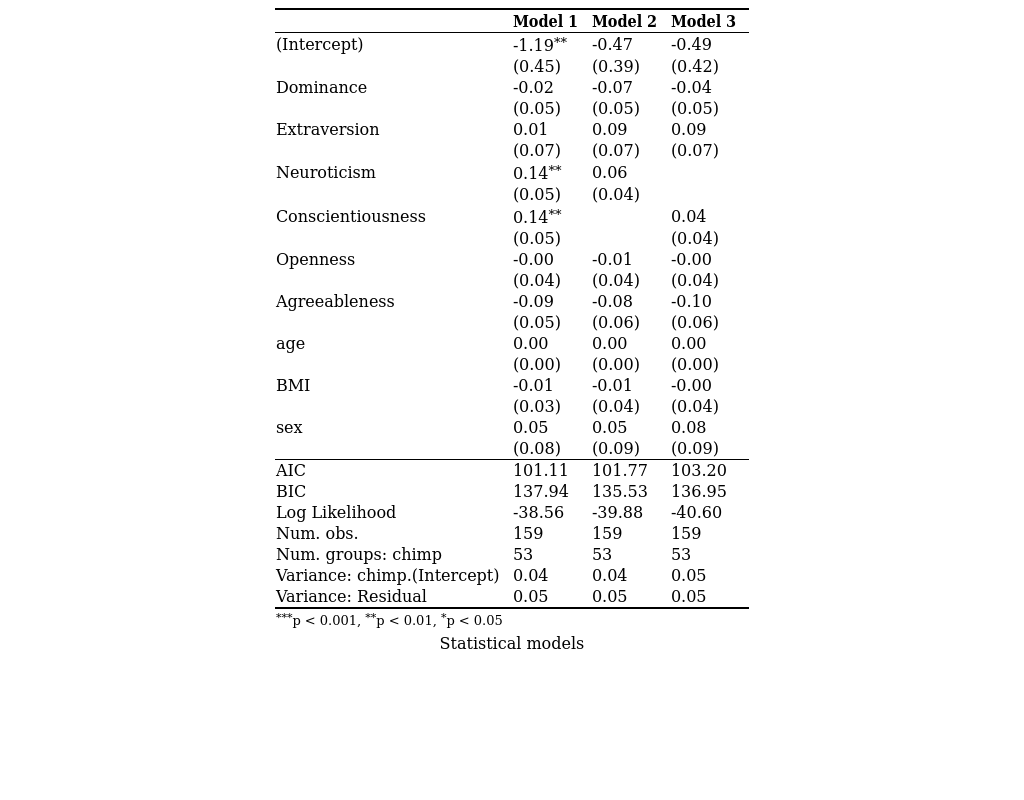 Model 1 Model 2 Model 3
(Intercept) -1.19** -0.47 -0.49
(0.45) (0.39) (0.42)
Dominance -0.02 -0.07 -0.04
(0.05) (0.05) (0.05)
Extraversion 0.01 0.09 0.09
(0.07) (0.07) (0.07)
Neuroticism 0.14** 0.06
(0.05) (0.04)
Conscientiousness 0.14** 0.04
(0.05) (0.04)
Openness -0.00 -0.01 -0.00
(0.04) (0.04) (0.04)
Agreeableness -0.09 -0.08 -0.10
(0.05) (0.06) (0.06)
age 0.00 0.00 0.00
(0.00) (0.00) (0.00)
BMI -0.01 -0.01 -0.00
(0.03) (0.04) (0.04)
sex 0.05 0.05 0.08
(0.08) (0.09) (0.09)
AIC 101.11 101.77 103.20
BIC 137.94 135.53 136.95
Log Likelihood -38.56 -39.88 -40.60
Num. obs. 159 159 159
Num. groups: chimp 53 53 53
Variance: chimp.(Intercept) 0.04 0.04 0.05
Variance: Residual 0.05 0.05 0.05
***p < 0.001, **p < 0.01, *p < 0.05
Statistical models